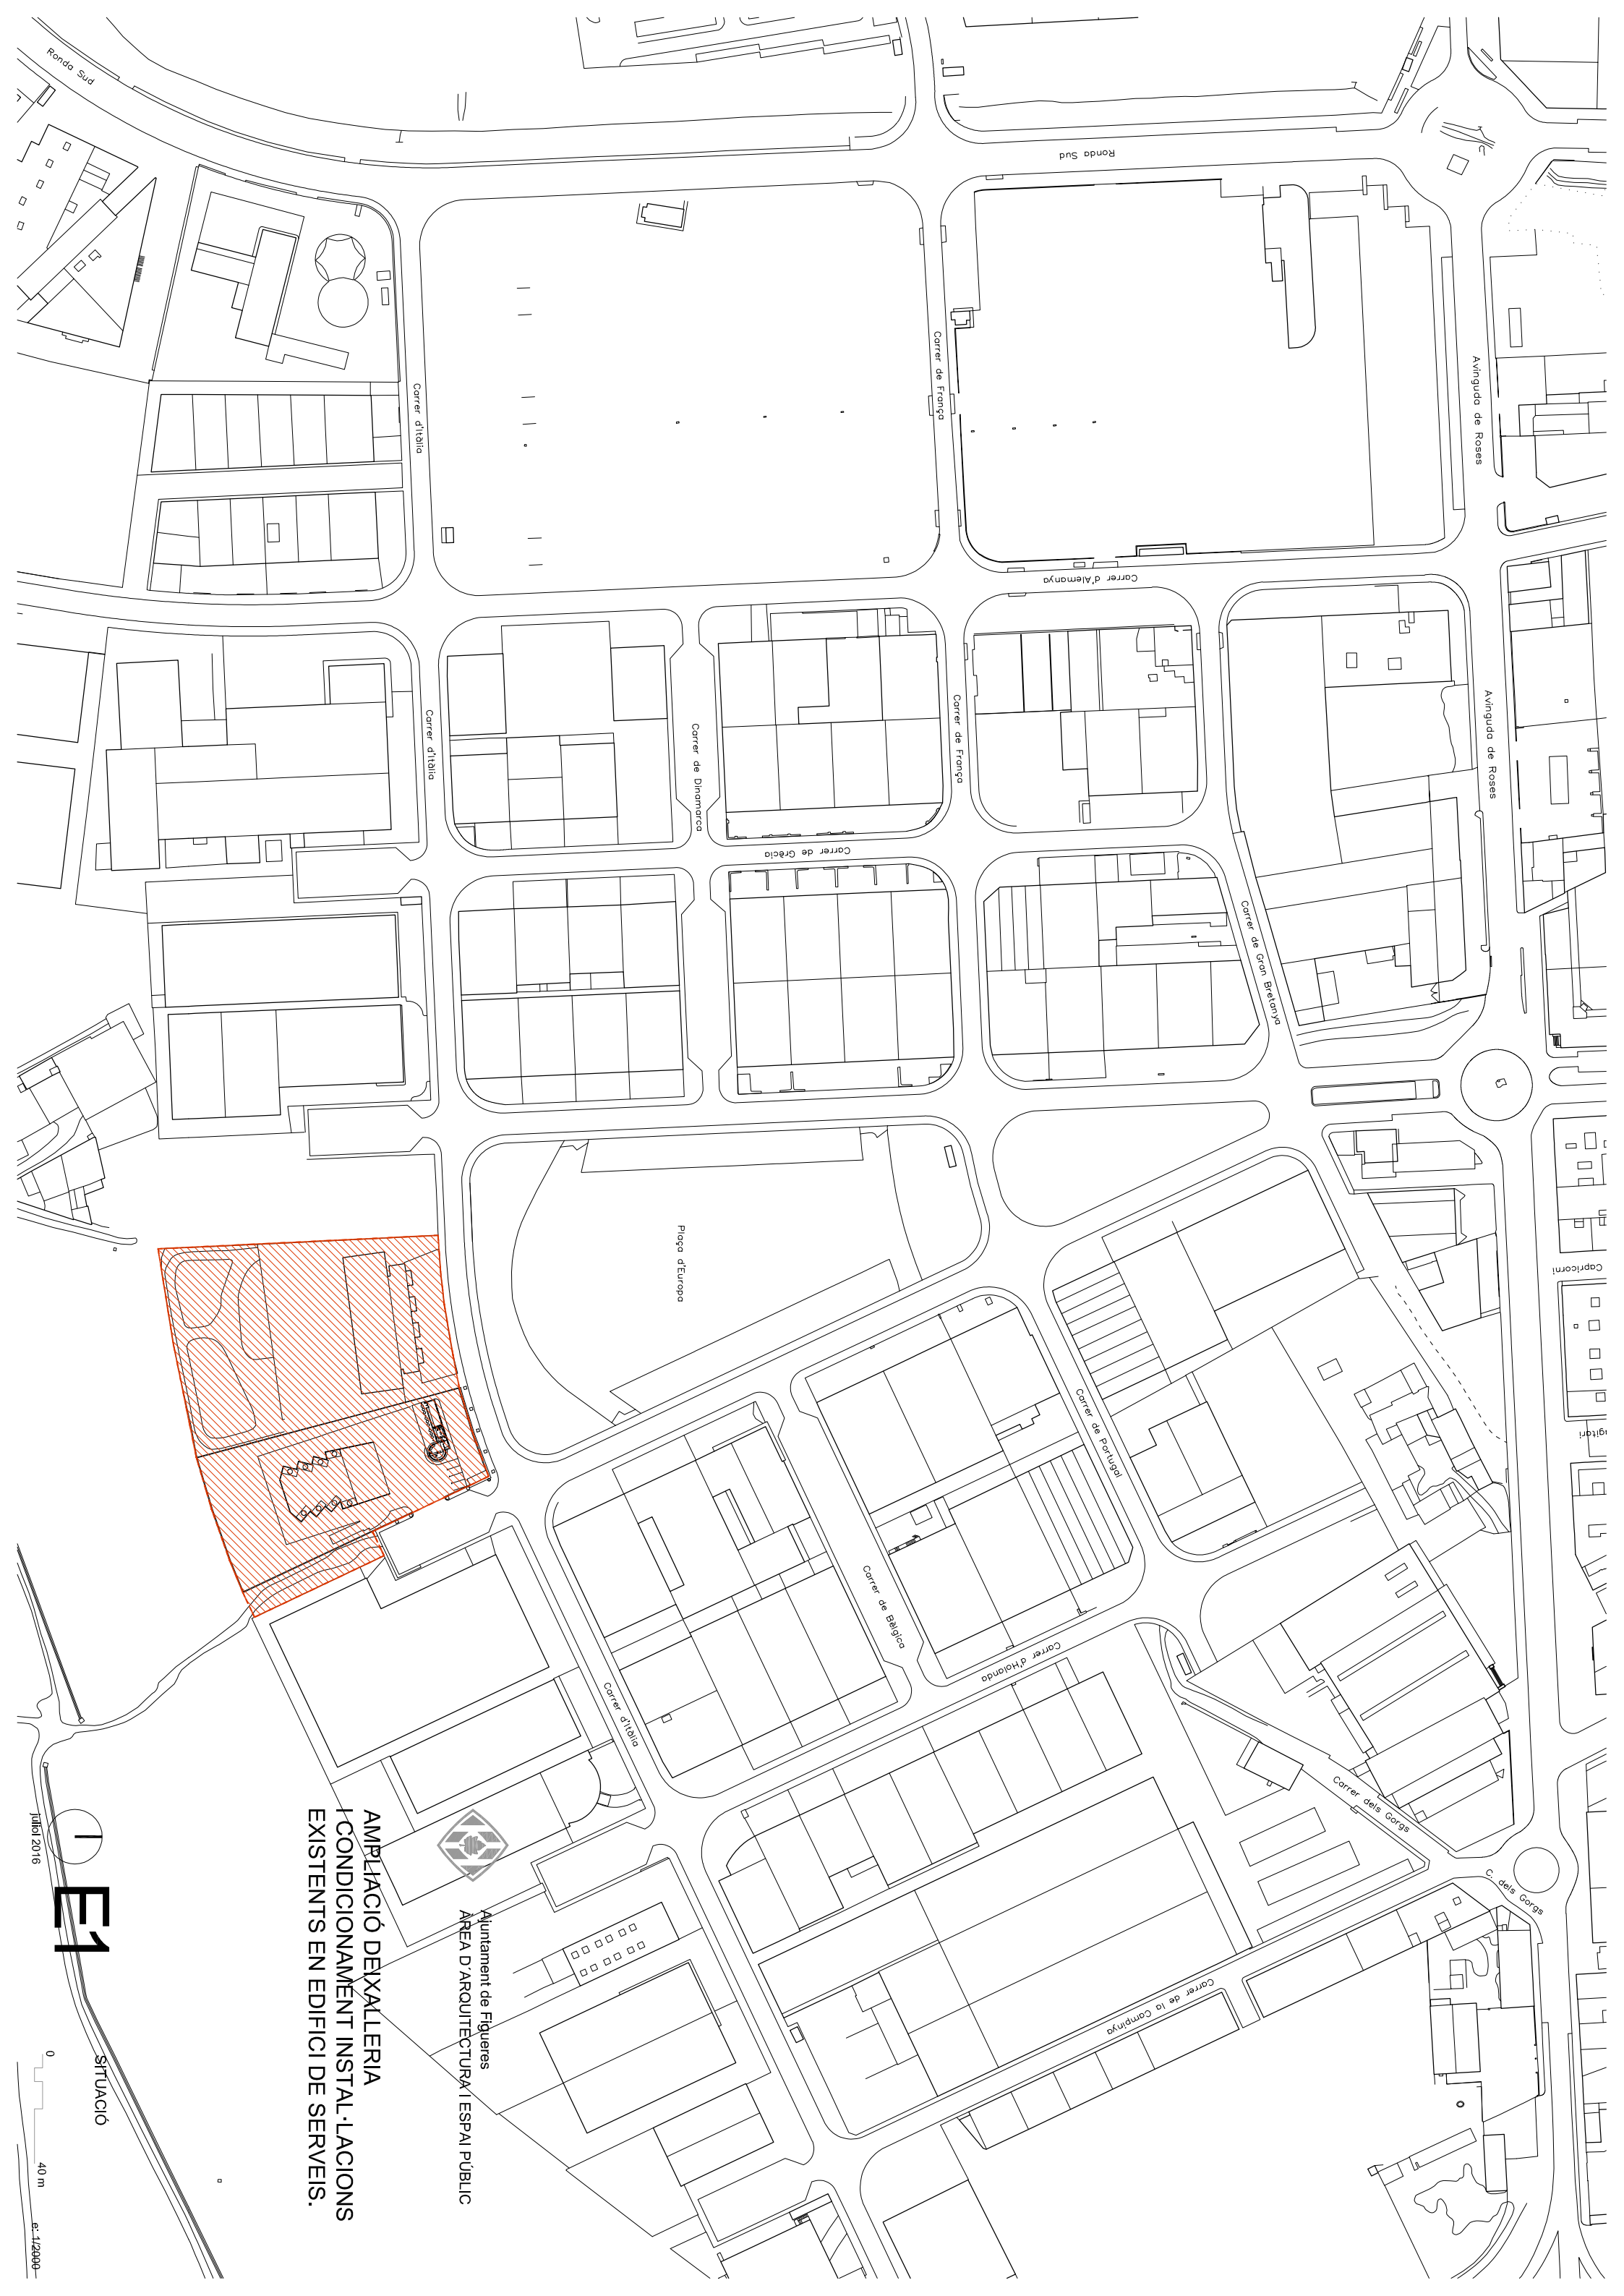 Ronda Sud
Ronda Sud
Carrer d'Itàlia
Carrer de França
Avinguda de Roses
Carrer d'Alemanya
Carrer d'Itàlia
Carrer de Dinamarca
Carrer de França
Avinguda de Roses
Carrer de Grècia
Carrer de Gran Bretanya
Plaça d'Europa
Capricorni
Carrer de Portugal
gitari
Carrer de Bèlgica
Carrer d'Holanda
Carrer d'Itàlia
Carrer dels Gorgs
C. dels Gorgs
Carrer de la Campinya
Ajuntament de Figueres
ÀREA D'ARQUITECTURA I ESPAI PÚBLIC
AMPLIACIÓ DEIXALLERIA
I CONDICIONAMENT INSTAL·LACIONS
EXISTENTS EN EDIFICI DE SERVEIS.
juliol 2016
E1
SITUACIÓ
0
40 m
e: 1/2000